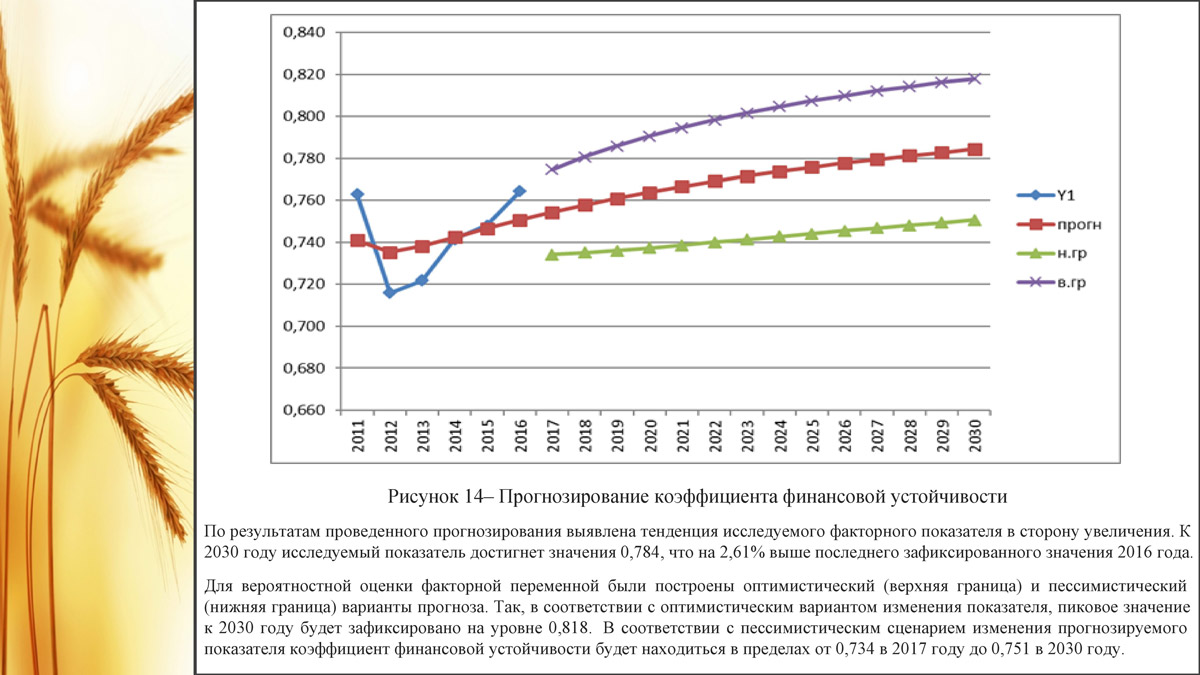 0,840
0,820
0,800
0,780
0,760
0,740
0,720
0,700
0,680
0,660
2011 2012 2013 2014 2015 2016 2017 2018 2019 2020 2021 2022 2023 2024 2025 2026 2027 2028 2029 2030
Y1
прогн
н.гр
в.гр
Рисунок 14– Прогнозирование коэффициента финансовой устойчивости
По результатам проведенного прогнозирования выявлена тенденция исследуемого факторного показателя в сторону увеличения. К
2030 году исследуемый показатель достигнет значения 0,784, что на 2,61% выше последнего зафиксированного значения 2016 года.
Для вероятностной оценки факторной переменной были построены оптимистический (верхняя граница) и пессимистический
(нижняя граница) варианты прогноза. Так, в соответствии с оптимистическим вариантом изменения показателя, пиковое значение
к 2030 году будет зафиксировано на уровне 0,818. В соответствии с пессимистическим сценарием изменения прогнозируемого
показателя коэффициент финансовой устойчивости будет находиться в пределах от 0,734 в 2017 году до 0,751 в 2030 году.